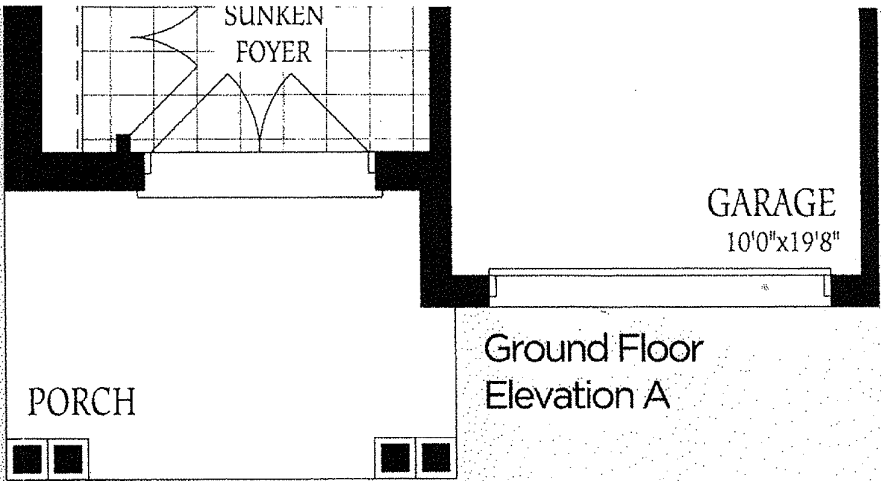 SUNKEN
FOYER
GARAGE
10'0"x19'8"
Ground Floor
Elevation A
PORCH